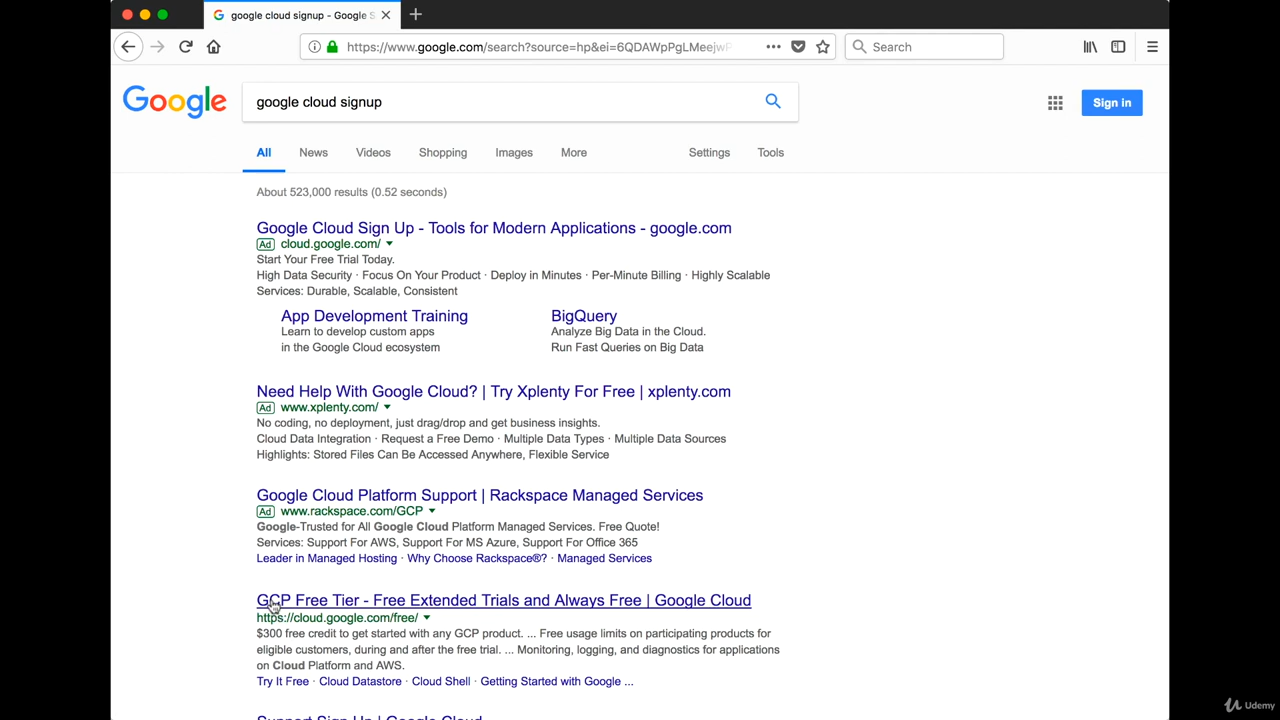 google cloud signup - Google S
https://www.google.com/search?source=hp&ei=6QDAWpPgLMeejwP
Search
Google
google cloud signup
Sign in
All
News
Videos
Shopping
Images
More
Settings
Tools
About 523,000 results (0.52 seconds)
Google Cloud Sign Up - Tools for Modern Applications - google.com
Ad cloud.google.com/
Start Your Free Trial Today.
High Data Security · Focus On Your Product · Deploy in Minutes · Per-Minute Billing · Highly Scalable
Services: Durable, Scalable, Consistent
App Development Training
Learn to develop custom apps
in the Google Cloud ecosystem
BigQuery
Analyze Big Data in the Cloud.
Run Fast Queries on Big Data
Need Help With Google Cloud? | Try Xplenty For Free | xplenty.com
Ad www.xplenty.com/
No coding, no deployment, just drag/drop and get business insights.
Cloud Data Integration · Request a Free Demo · Multiple Data Types · Multiple Data Sources
Highlights: Stored Files Can Be Accessed Anywhere, Flexible Service
Google Cloud Platform Support | Rackspace Managed Services
Ad www.rackspace.com/GCP
Google-Trusted for All Google Cloud Platform Managed Services. Free Quote!
Services: Support For AWS, Support For MS Azure, Support For Office 365
Leader in Managed Hosting · Why Choose Rackspace®? · Managed Services
GCP Free Tier - Free Extended Trials and Always Free | Google Cloud
https://cloud.google.com/free/
$300 free credit to get started with any GCP product. ... Free usage limits on participating products for
eligible customers, during and after the free trial. ... Monitoring, logging, and diagnostics for applications
on Cloud Platform and AWS.
Try It Free · Cloud Datastore · Cloud Shell · Getting Started with Google ...
Support Sign Up | Google Cloud
Udemy